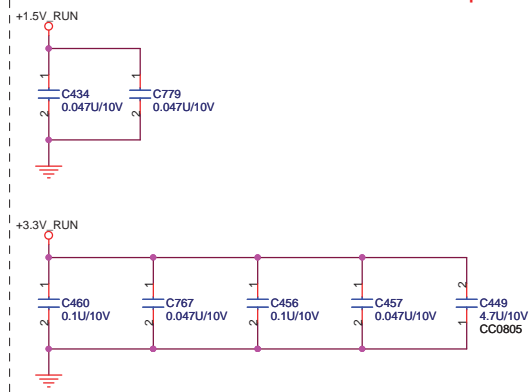 +1.5V_RUN
1 1
C434 C779
0.047U/10V 0.047U/10V
2 2
+3.3V_RUN
1 1 1 1 2
C460 C767 C456 C457 C449
0.1U/10V 0.047U/10V 0.1U/10V 0.047U/10V 4.7U/10V
2 2 2 2 1
CC0805